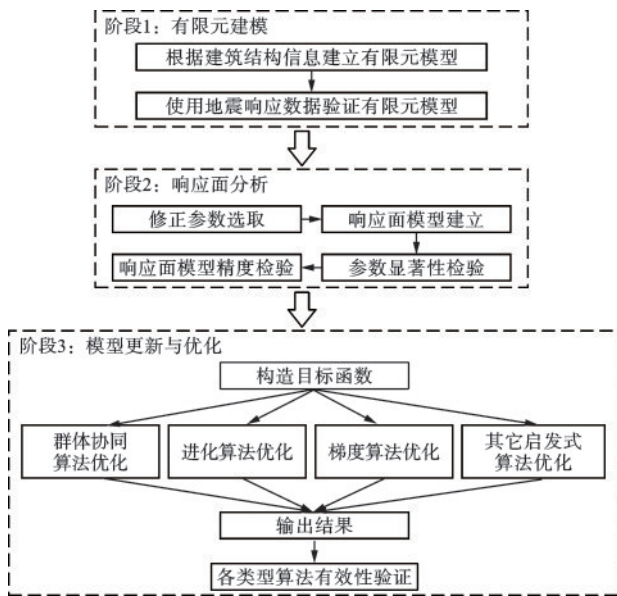 阶段1：有限元建模
根据建筑结构信息建立有限元模型
使用地震响应数据验证有限元模型
阶段2：响应面分析
修正参数选取
响应面模型建立
参数显著性检验
响应面模型精度检验
阶段3：模型更新与优化
构造目标函数
群体协同
算法优化
进化算法优化
梯度算法优化
其它启发式
算法优化
输出结果
各类型算法有效性验证